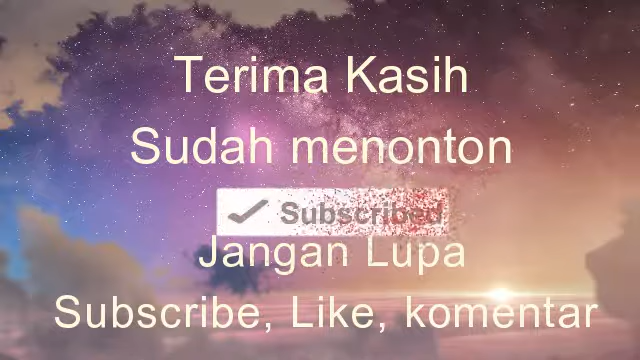 Terima Kasih
Sudah menonton
Subscribed
Jangan Lupa
Subscribe, Like, komentar